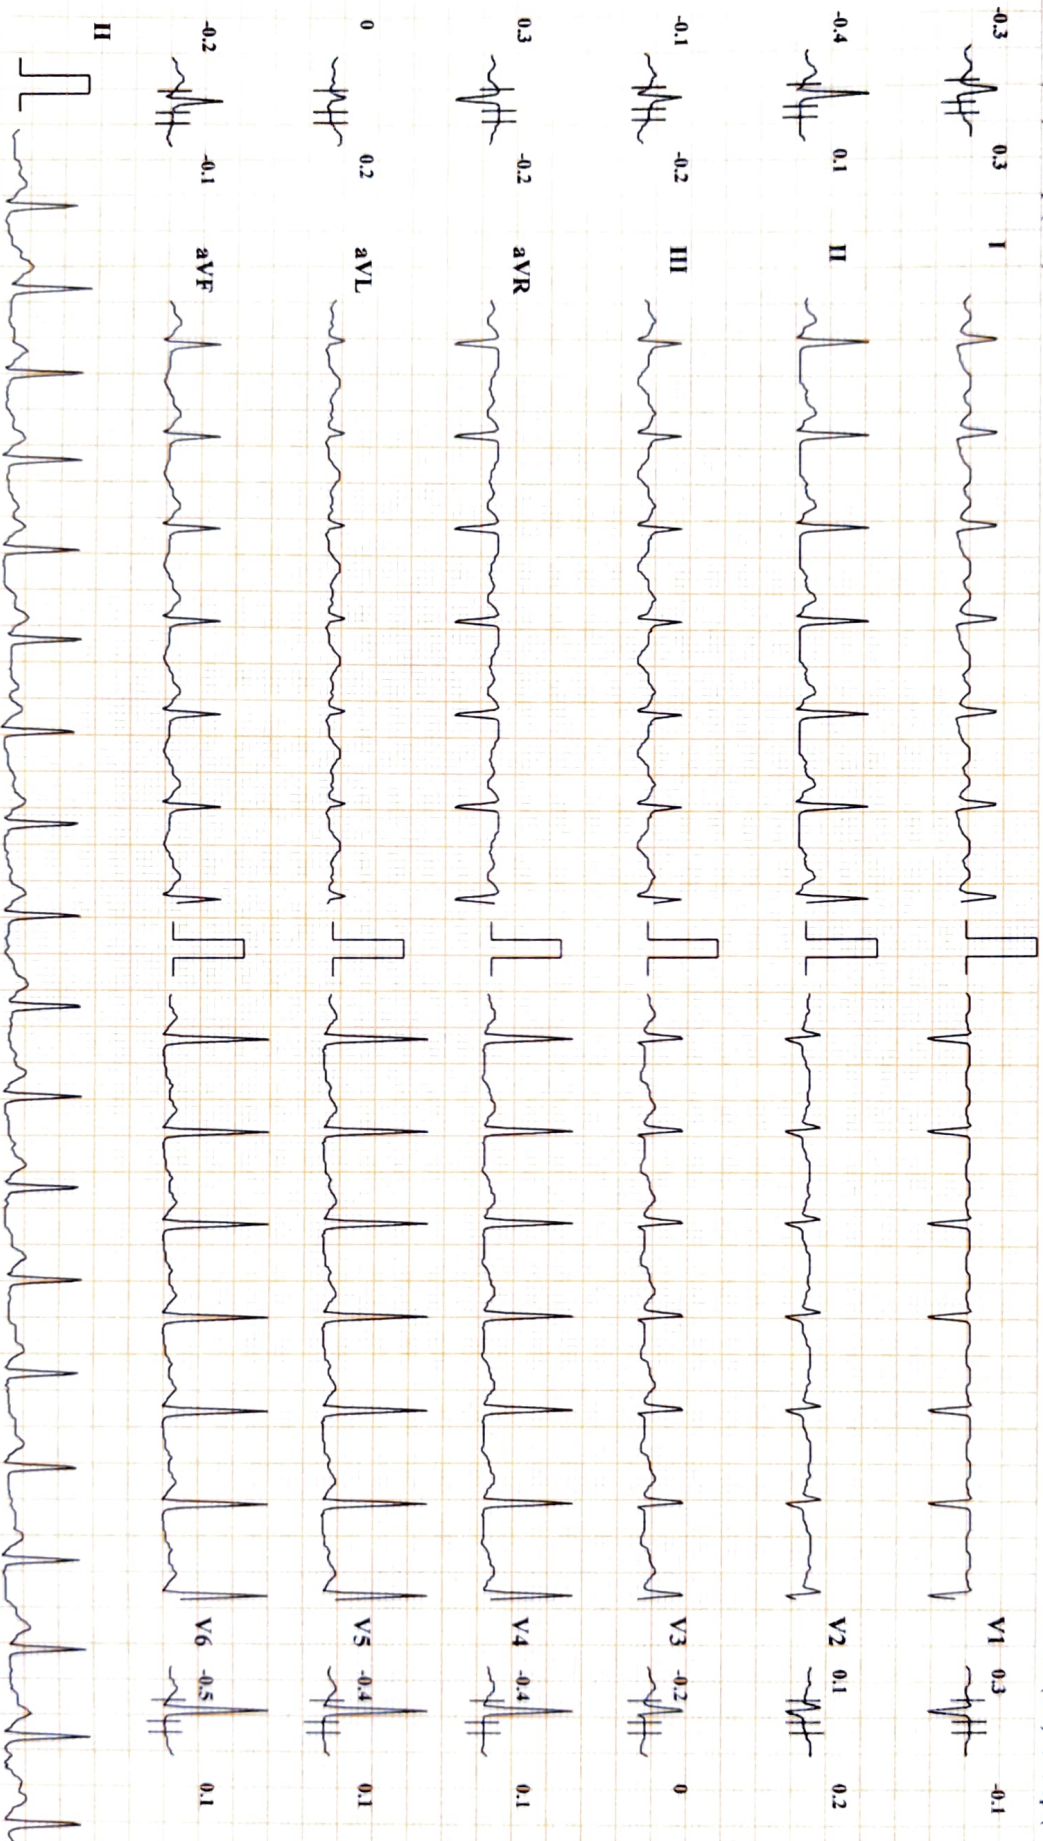 -0.3 0.3 I
-0.4 0.1 II
-0.1 -0.2 III
0.3 -0.2 aVR
0 0.2 aVL
-0.2 -0.1 aVF
II
V1 0.3 -0.1
V2 0.1 0.2
V3 -0.2 0
V4 -0.4 0.1
V5 -0.4 0.1
V6 -0.5 0.1